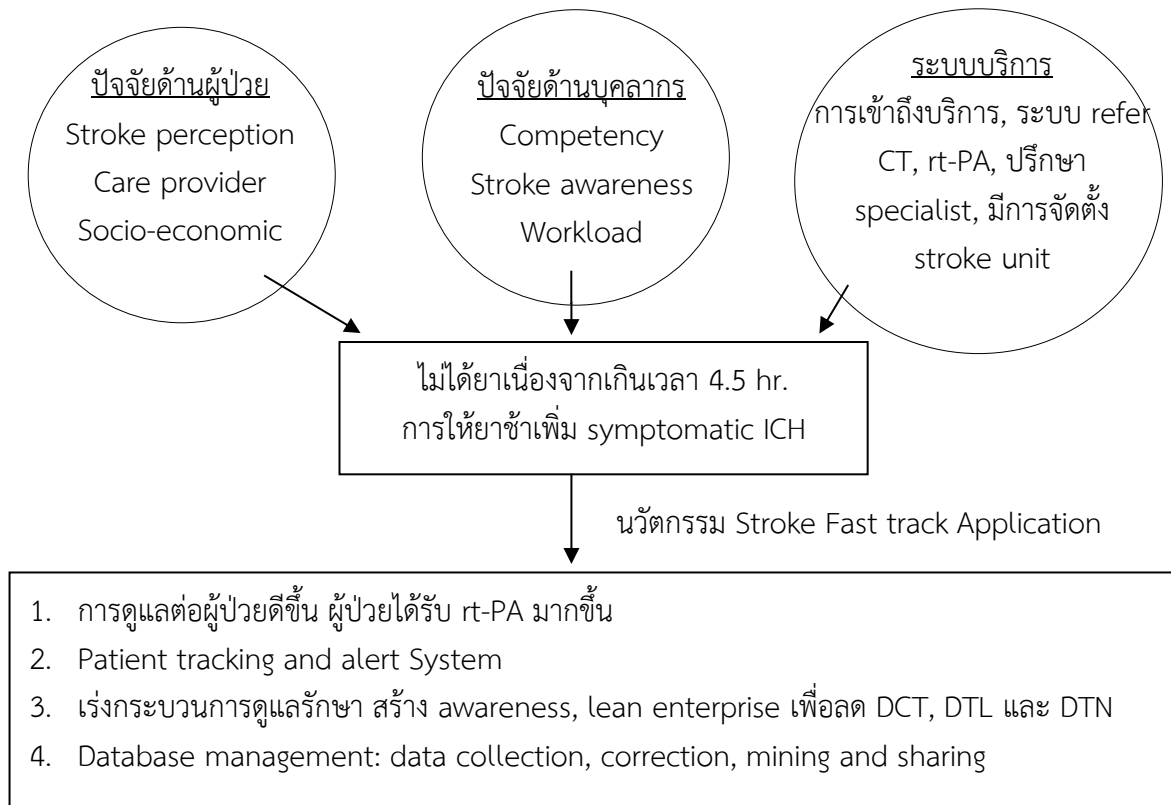 ปัจจัยด้านผู้ป่วย
Stroke perception
Care provider
Socio-economic
ปัจจัยด้านบุคลากร
Competency
Stroke awareness
Workload
ระบบบริการ
การเข้าถึงบริการ, ระบบ refer
CT, rt-PA, ปรึกษา
specialist, มีการจัดตั้ง
stroke unit
ไม่ได้ยาเนื่องจากเกินเวลา 4.5 hr.
การให้ยาช้าเพิ่ม symptomatic ICH
นวัตกรรม Stroke Fast track Application
1. การดูแลต่อผู้ป่วยดีขึ้น ผู้ป่วยได้รับ rt-PA มากขึ้น
2. Patient tracking and alert System
3. เร่งกระบวนการดูแลรักษา สร้าง awareness, lean enterprise เพื่อลด DCT, DTL และ DTN
4. Database management: data collection, correction, mining and sharing